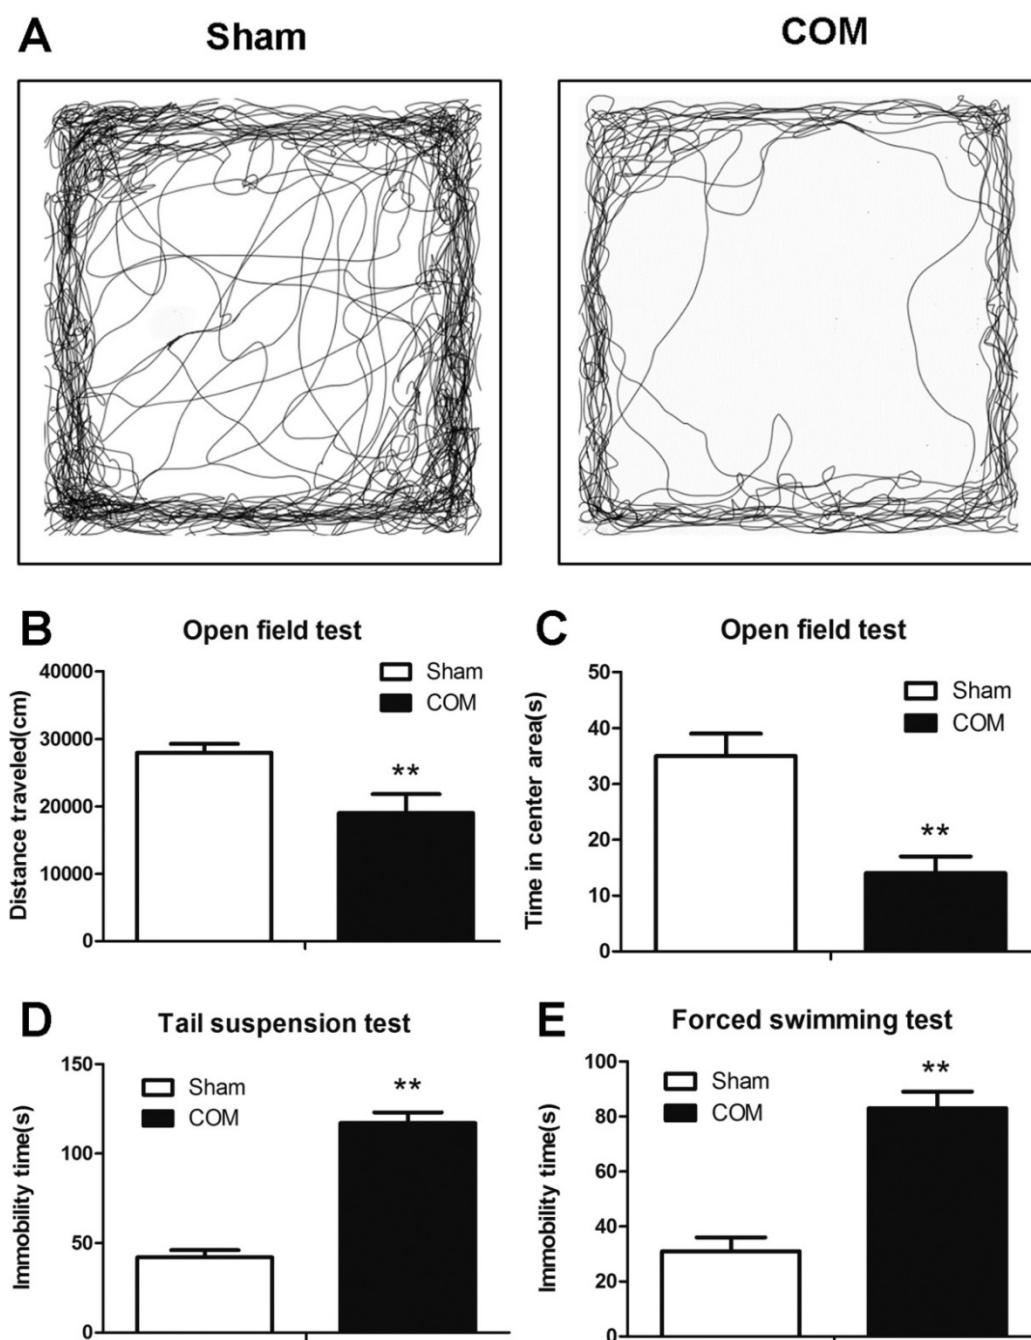 A
Sham
COM
B
Open field test
Distance traveled(cm)
40000
30000
20000
10000
0
Sham
COM
**
C
Open field test
Time in center area(s)
50
40
30
20
10
0
Sham
COM
**
D
Tail suspension test
Immobility time(s)
150
100
50
0
Sham
COM
**
E
Forced swimming test
Immobility time(s)
100
80
60
40
20
0
Sham
COM
**